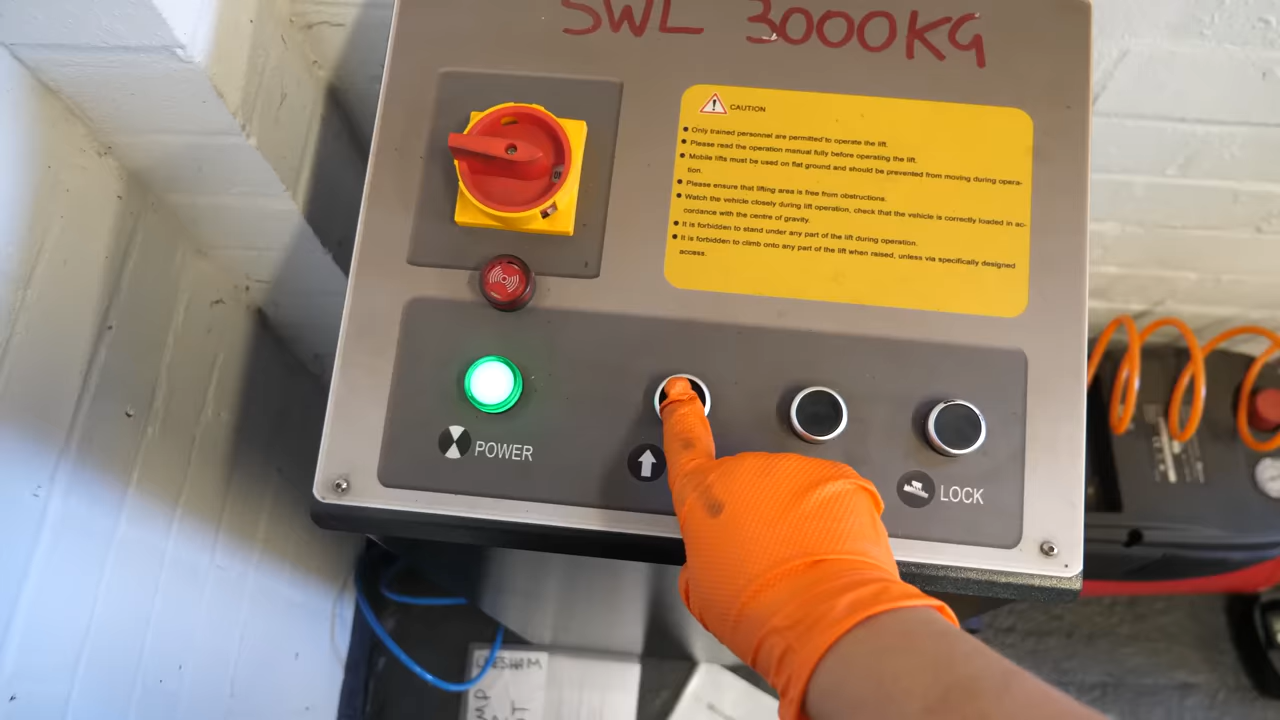 SWL 3000KG
CAUTION
● Only trained personnel are permitted to operate the lift.
● Please read the operation manual fully before operating the lift.
● Mobile lifts must be used on flat ground and should be prevented from moving during opera-
tion.
● Please ensure that lifting area is free from obstructions.
● Watch the vehricle closely during lift operation, check that the vehicle is correctly loaded in ac-
cordance with the centre of gravity.
● It is forbidden to stand under any part of the lift during operation.
● It is forbidden to climb onto any part of the lift when raised, unless via specifically designed
access.
POWER
LOCK